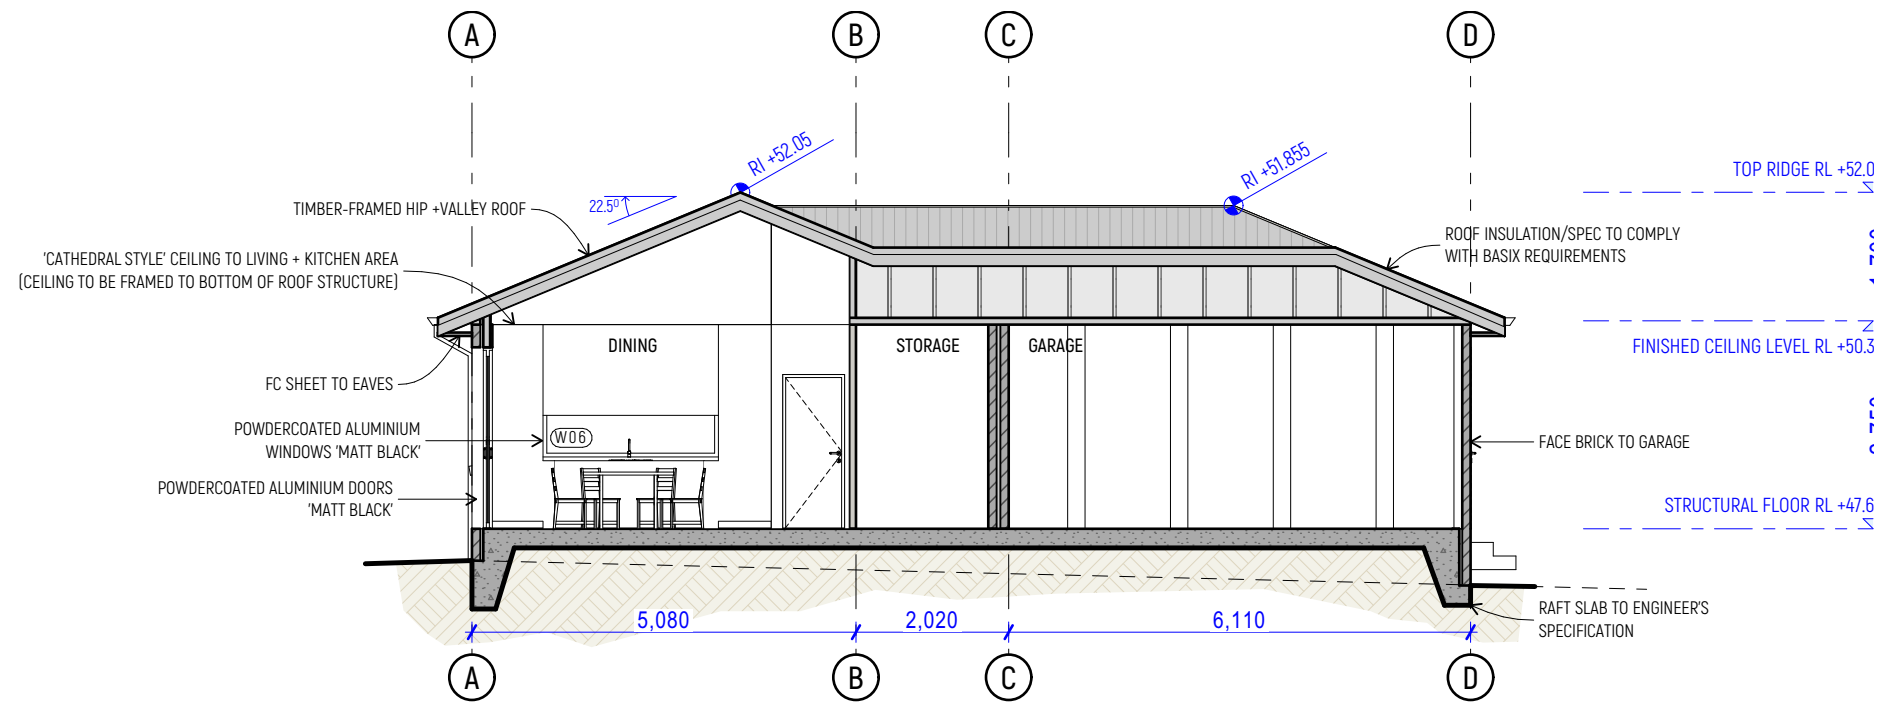 A
B
C
D
RI +52.05
RI +51.855
22.5⁰
TIMBER-FRAMED HIP +VALLEY ROOF
'CATHEDRAL STYLE' CEILING TO LIVING + KITCHEN AREA
(CEILING TO BE FRAMED TO BOTTOM OF ROOF STRUCTURE)
FC SHEET TO EAVES
POWDERCOATED ALUMINIUM
WINDOWS 'MATT BLACK'
POWDERCOATED ALUMINIUM DOORS
'MATT BLACK'
DINING
STORAGE
GARAGE
W06
TOP RIDGE RL +52.0
ROOF INSULATION/SPEC TO COMPLY
WITH BASIX REQUIREMENTS
FINISHED CEILING LEVEL RL +50.3
FACE BRICK TO GARAGE
STRUCTURAL FLOOR RL +47.6
RAFT SLAB TO ENGINEER'S
SPECIFICATION
5,080
2,020
6,110
A
B
C
D